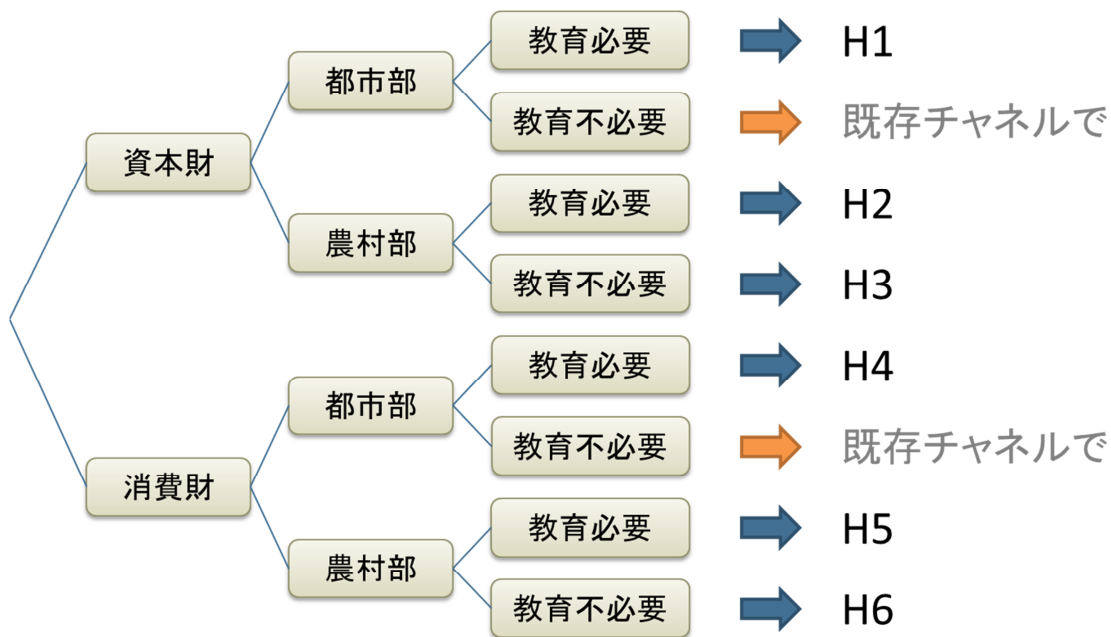 教育必要
H1
都市部
教育不必要
既存チャネルで
資本財
教育必要
H2
農村部
教育不必要
H3
教育必要
H4
都市部
教育不必要
既存チャネルで
消費財
教育必要
H5
農村部
教育不必要
H6